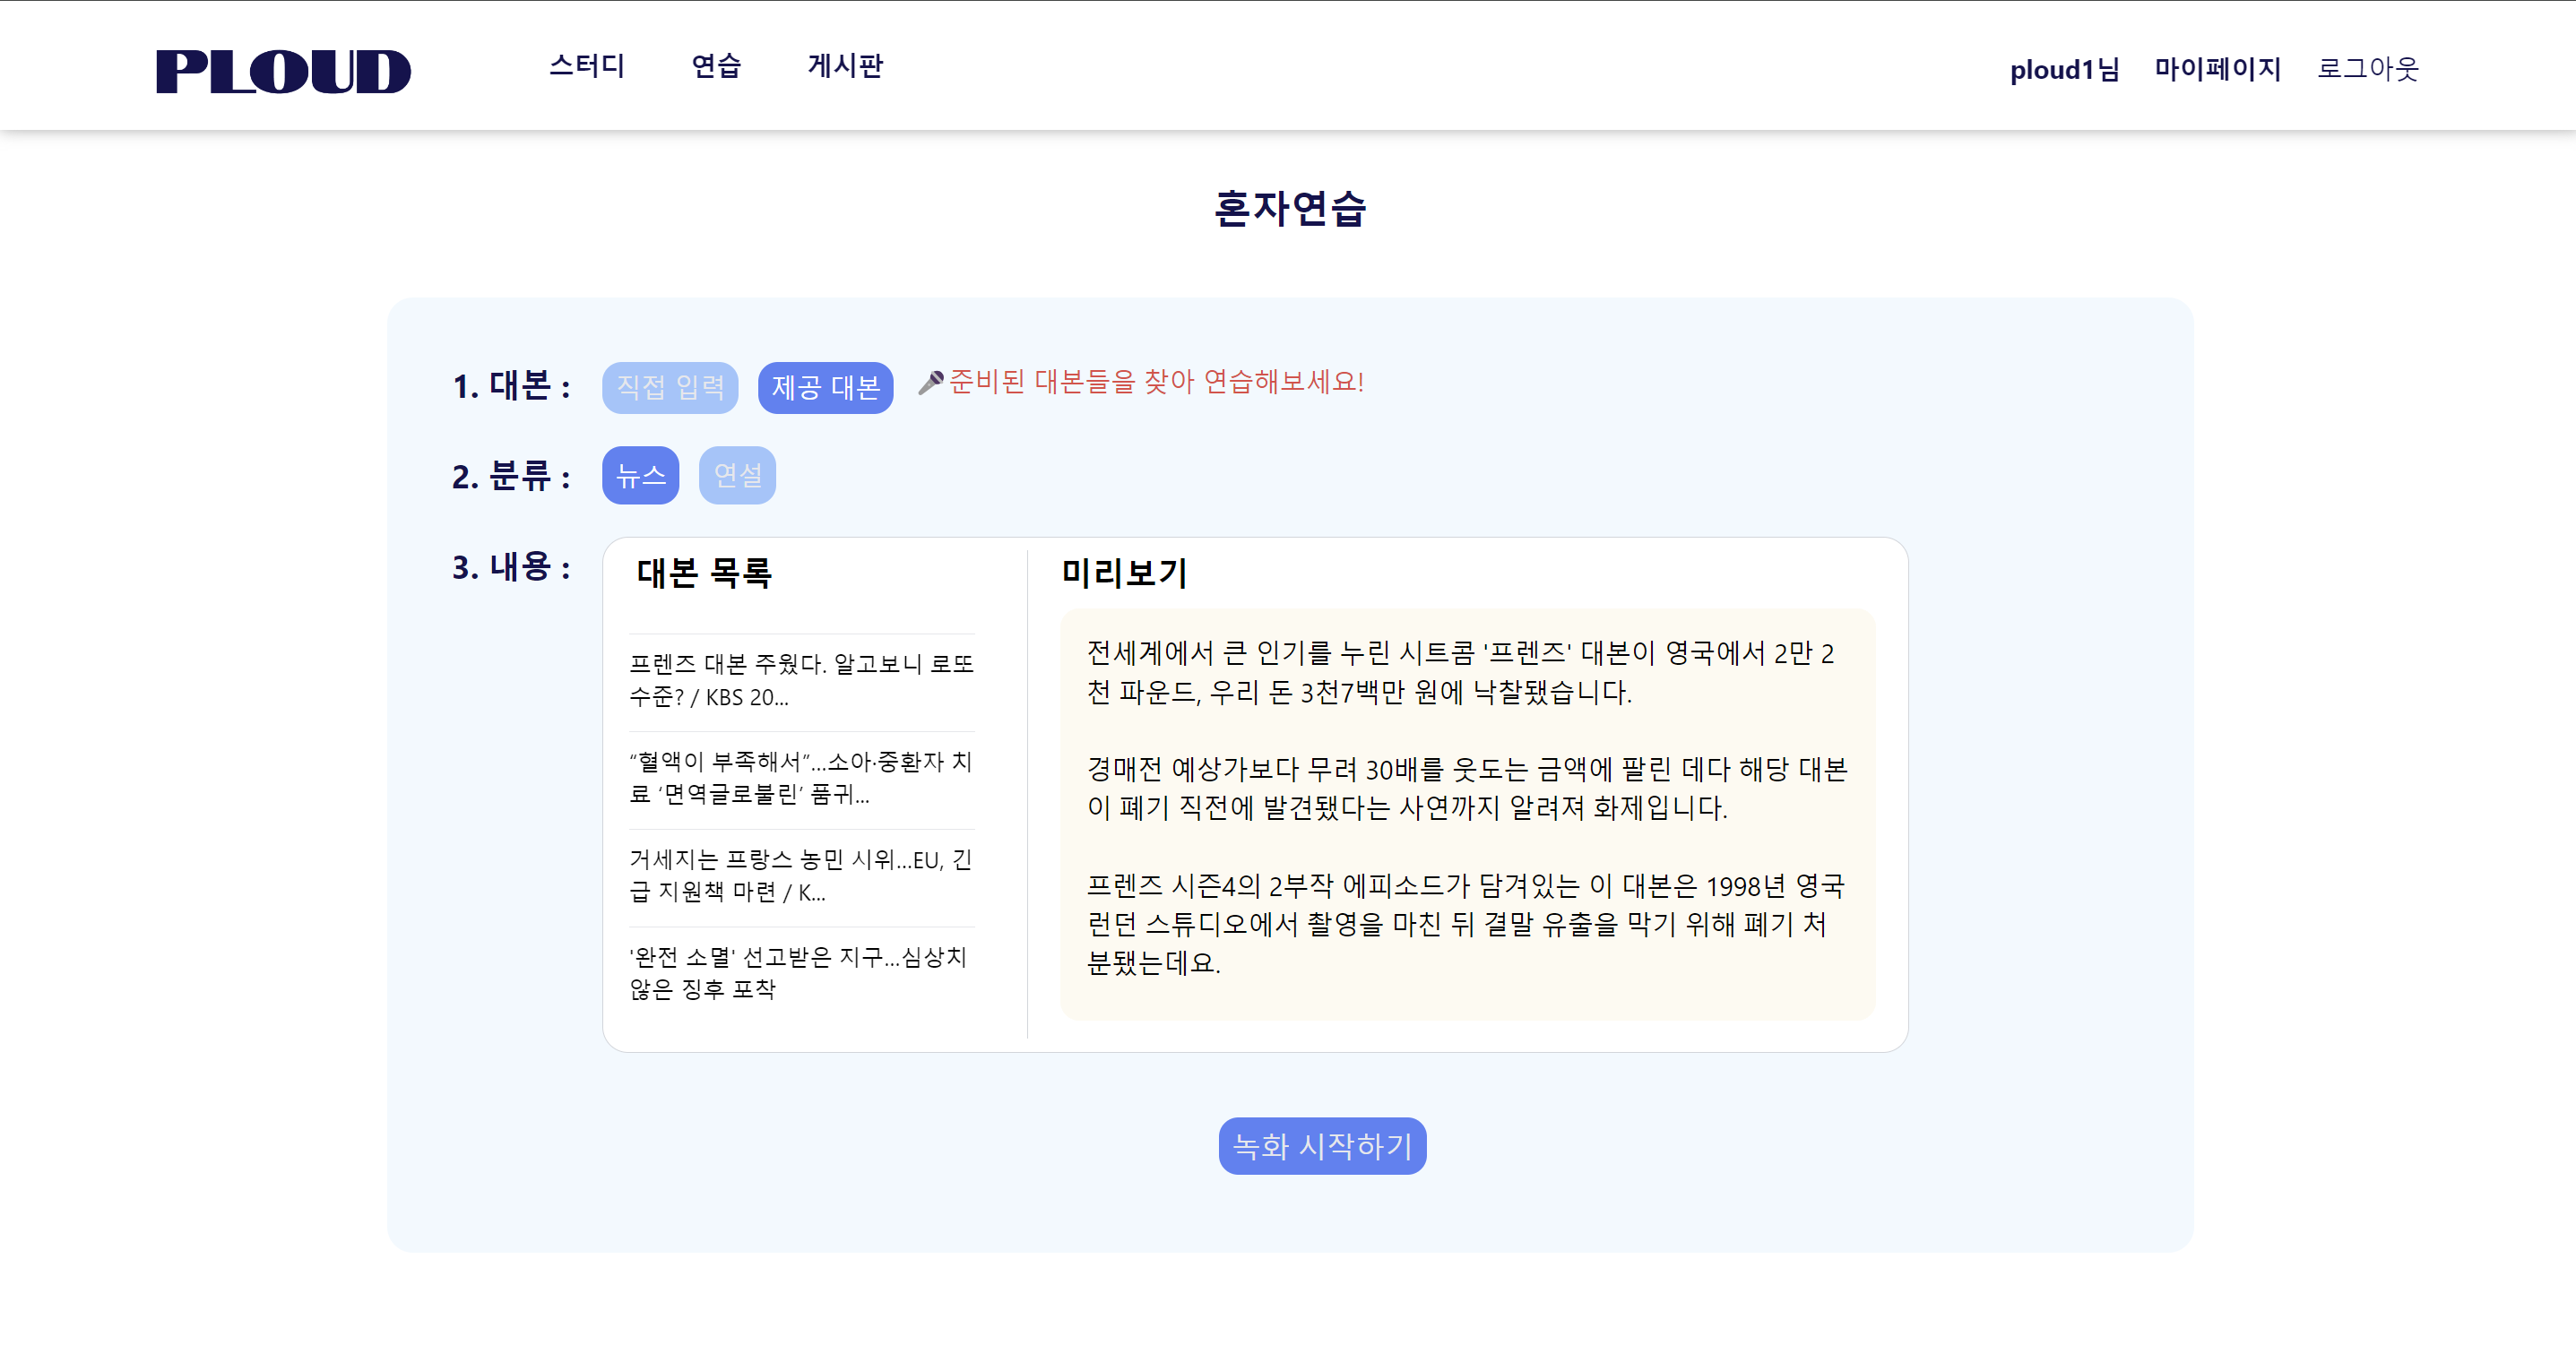 PLOUD 스터디 연습 게시판 ploud1님 마이페이지 로그아웃
혼자연습
1. 대본 : 직접 입력 제공 대본 🎤준비된 대본들을 찾아 연습해보세요!
2. 분류 : 뉴스 연설
3. 내용 :
대본 목록
프렌즈 대본 주웠다. 알고보니 로또
수준? / KBS 20...
“혈액이 부족해서”…소아·중환자 치
료 ‘면역글로불린’ 품귀...
거세지는 프랑스 농민 시위…EU, 긴
급 지원책 마련 / K...
'완전 소멸' 선고받은 지구...심상치
않은 징후 포착
미리보기
전세계에서 큰 인기를 누린 시트콤 '프렌즈' 대본이 영국에서 2만 2
천 파운드, 우리 돈 3천7백만 원에 낙찰됐습니다.
경매전 예상가보다 무려 30배를 웃도는 금액에 팔린 데다 해당 대본
이 폐기 직전에 발견됐다는 사연까지 알려져 화제입니다.
프렌즈 시즌4의 2부작 에피소드가 담겨있는 이 대본은 1998년 영국
런던 스튜디오에서 촬영을 마친 뒤 결말 유출을 막기 위해 폐기 처
분됐는데요.
녹화 시작하기